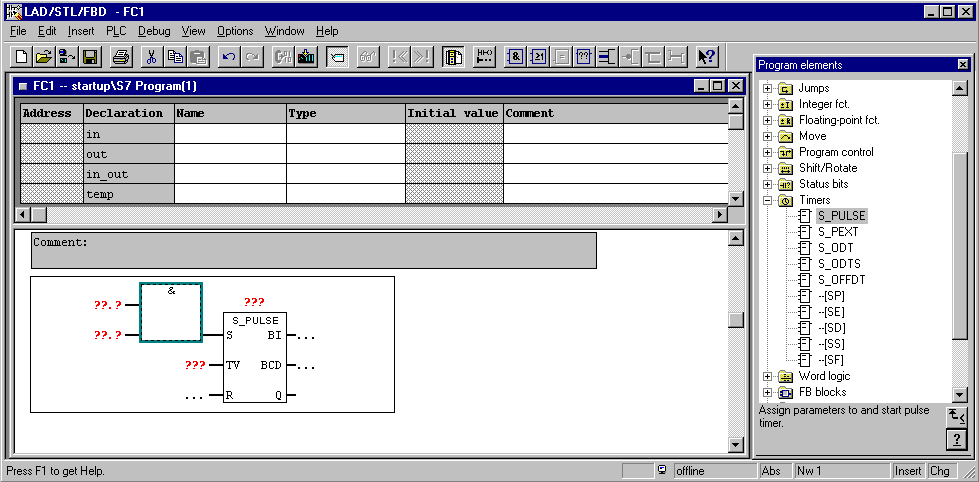 LAD/STL/FBD - FC1
File Edit Insert PLC Debug View Options Window Help
FC1 -- startup\S7 Program(1)
Address Declaration Name Type Initial value Comment
in
out
in_out
temp
Comment:
&
??.?
???
??.?
S_PULSE
S BI ...
??? TV BCD ...
... R Q
Program elements
Jumps
Integer fct.
Floating-point fct.
Move
Program control
Shift/Rotate
Status bits
Timers
S_PULSE
S_PEXT
S_ODT
S_ODTS
S_OFFDT
--[SP]
--[SE]
--[SD]
--[SS]
--[SF]
Word logic
FB blocks
Assign parameters to and start pulse
timer.
Press F1 to get Help.
offline Abs Nw 1 Insert Chg